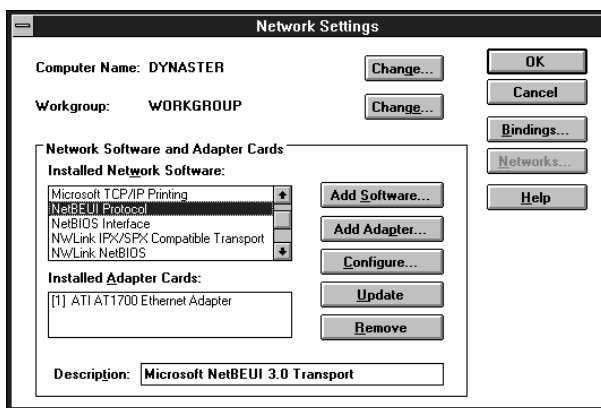 Network Settings
Computer Name: DYNASTER
Change...
Workgroup: WORKGROUP
Change...
OK
Cancel
Bindings...
Networks...
Help
Network Software and Adapter Cards
Installed Network Software:
Microsoft TCP/IP Printing
NetBEUI Protocol
NetBIOS Interface
NWLink IPX/SPX Compatible Transport
NWLink NetBIOS
Add Software...
Add Adapter...
Configure...
Update
Remove
Installed Adapter Cards:
[1] ATI AT1700 Ethernet Adapter
Description: Microsoft NetBEUI 3.0 Transport